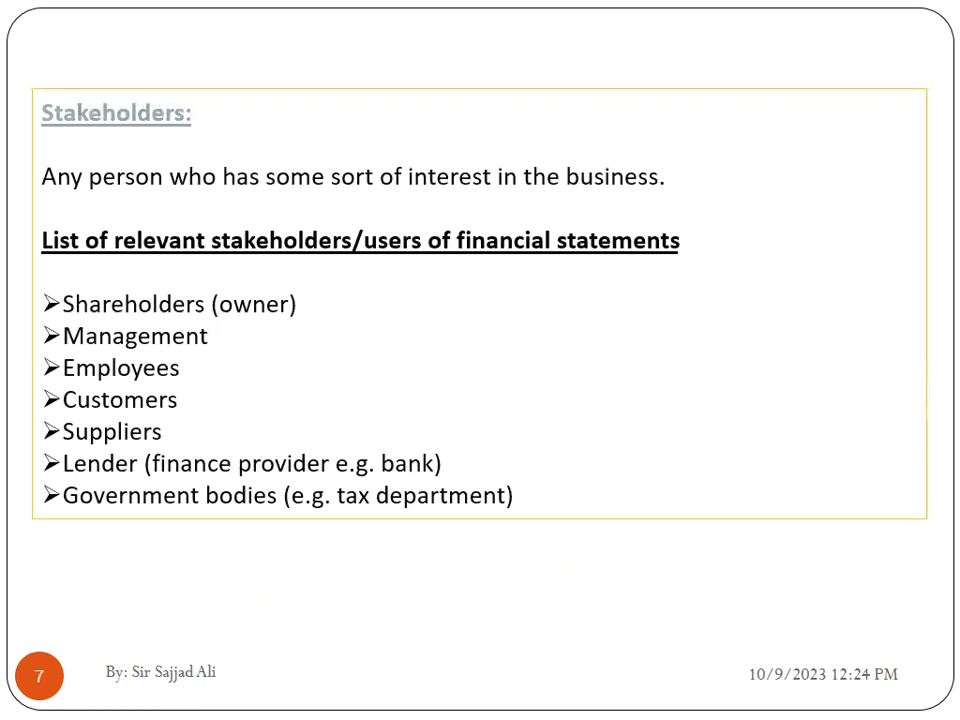 Stakeholders:
Any person who has some sort of interest in the business.
List of relevant stakeholders/users of financial statements
➢Shareholders (owner)
➢Management
➢Employees
➢Customers
➢Suppliers
➢Lender (finance provider e.g. bank)
➢Government bodies (e.g. tax department)
7
By: Sir Sajjad Ali
10/9/2023 12:24 PM